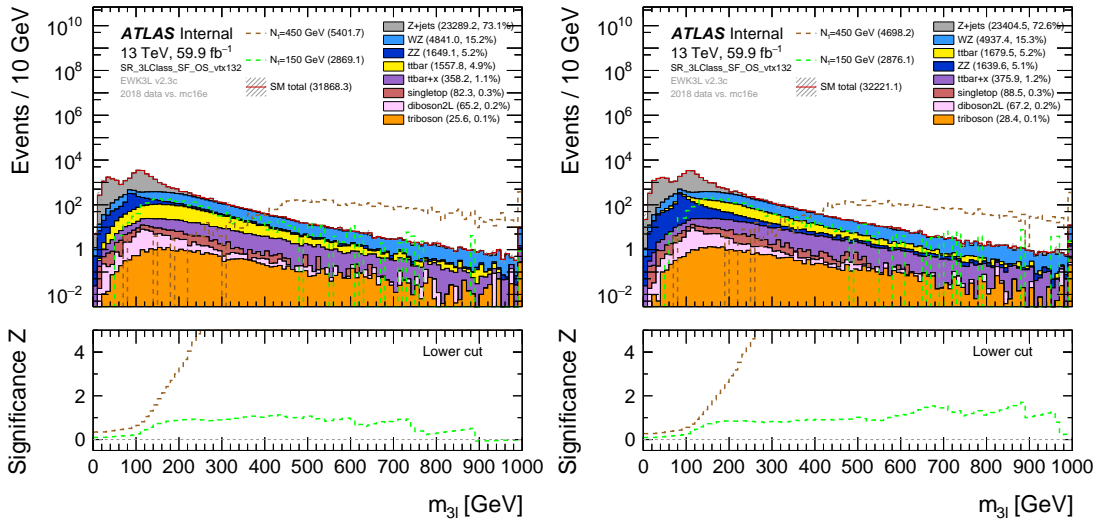 ATLAS Internal
13 TeV, 59.9 fb⁻¹
SR_3LClass_SF_OS_vtx132
EWK3L v2.3c
2018 data vs. mc16e
N₁=450 GeV (5401.7)
N₁=150 GeV (2869.1)
SM total (31868.3)
Z+jets (23289.2, 73.1%)
WZ (4841.0, 15.2%)
ZZ (1649.1, 5.2%)
ttbar (1557.8, 4.9%)
ttbar+x (358.2, 1.1%)
singletop (82.3, 0.3%)
diboson2L (65.2, 0.2%)
triboson (25.6, 0.1%)
Events / 10 GeV
10¹⁰
10⁸
10⁶
10⁴
10²
1
10⁻²
Lower cut
Significance Z
4
2
0
0 100 200 300 400 500 600 700 800 900 1000
m₃ₗ [GeV]
ATLAS Internal
13 TeV, 59.9 fb⁻¹
SR_3LClass_SF_OS_vtx132
EWK3L v2.3c
2018 data vs. mc16e
N₁=450 GeV (4698.2)
N₁=150 GeV (2876.1)
SM total (32221.1)
Z+jets (23404.5, 72.6%)
WZ (4937.4, 15.3%)
ttbar (1679.5, 5.2%)
ZZ (1639.6, 5.1%)
ttbar+x (375.9, 1.2%)
singletop (88.5, 0.3%)
diboson2L (67.2, 0.2%)
triboson (28.4, 0.1%)
Events / 10 GeV
10¹⁰
10⁸
10⁶
10⁴
10²
1
10⁻²
Lower cut
Significance Z
4
2
0
0 100 200 300 400 500 600 700 800 900 1000
m₃ₗ [GeV]